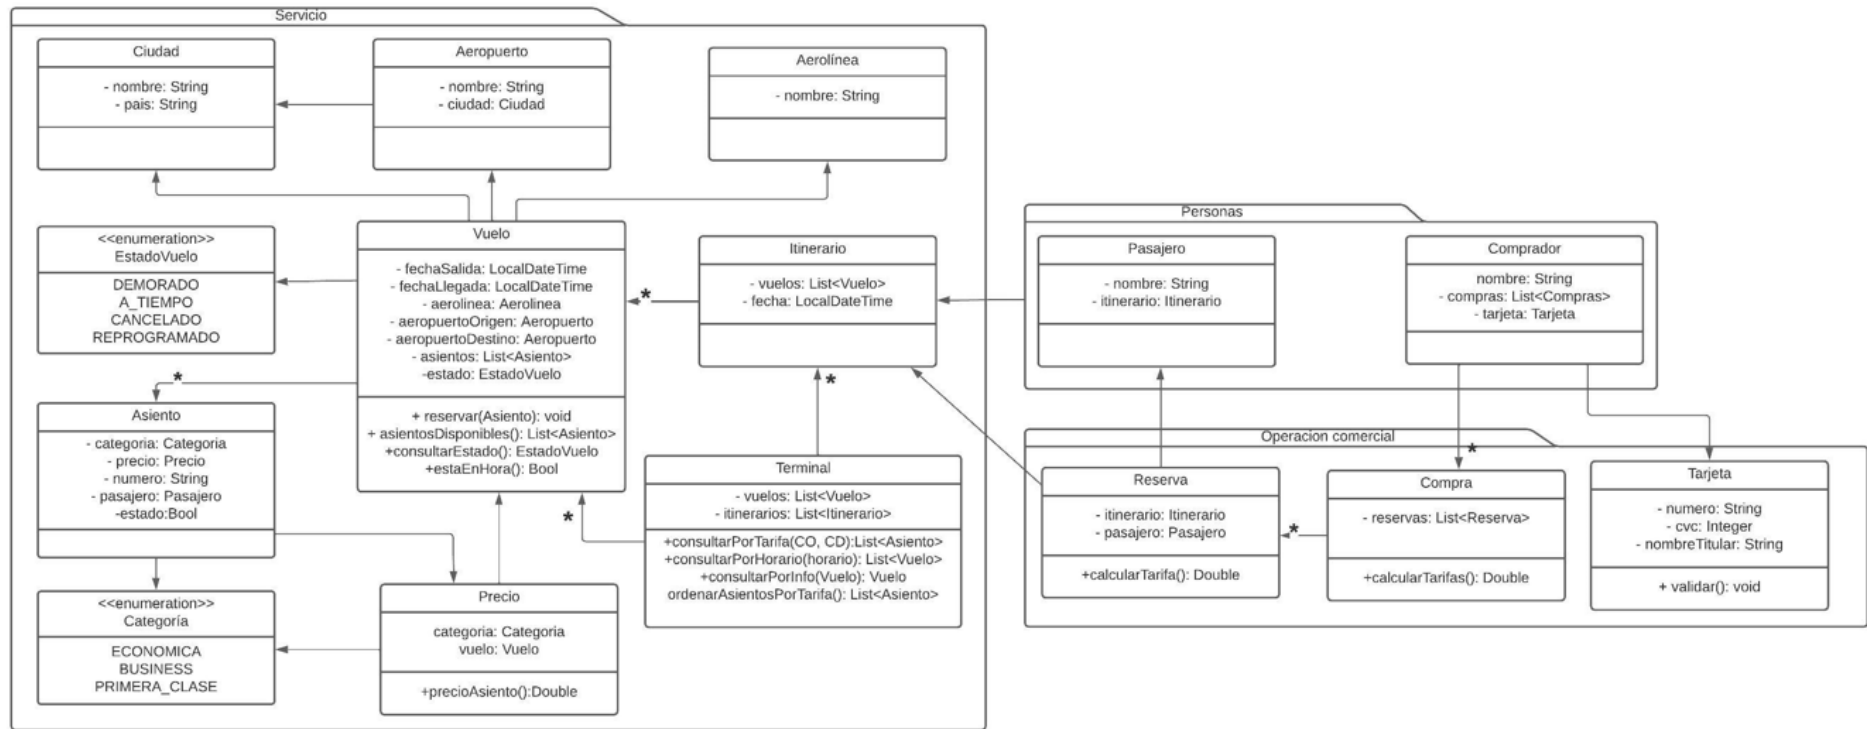 Servicio
Ciudad
- nombre: String
- pais: String
Aeropuerto
- nombre: String
- ciudad: Ciudad
Aerolínea
- nombre: String
<<enumeration>>
EstadoVuelo
DEMORADO
A_TIEMPO
CANCELADO
REPROGRAMADO
Vuelo
- fechaSalida: LocalDateTime
- fechaLlegada: LocalDateTime
- aerolinea: Aerolinea
- aeropuertoOrigen: Aeropuerto
- aeropuertoDestino: Aeropuerto
- asientos: List<Asiento>
-estado: EstadoVuelo
+ reservar(Asiento): void
+ asientosDisponibles(): List<Asiento>
+consultarEstado(): EstadoVuelo
+estaEnHora(): Bool
*
Itinerario
- vuelos: List<Vuelo>
- fecha: LocalDateTime
*
*
Asiento
- categoria: Categoria
- precio: Precio
- numero: String
- pasajero: Pasajero
-estado:Bool
Terminal
- vuelos: List<Vuelo>
- itinerarios: List<Itinerario>
+consultarPorTarifa(CO, CD):List<Asiento>
+consultarPorHorario(horario): List<Vuelo>
+consultarPorInfo(Vuelo): Vuelo
ordenarAsientosPorTarifa(): List<Asiento>
*
<<enumeration>>
Categoría
ECONOMICA
BUSINESS
PRIMERA_CLASE
Precio
categoria: Categoria
vuelo: Vuelo
+precioAsiento():Double
Personas
Pasajero
- nombre: String
- itinerario: Itinerario
Comprador
nombre: String
- compras: List<Compras>
- tarjeta: Tarjeta
Operacion comercial
*
Reserva
- itinerario: Itinerario
- pasajero: Pasajero
+calcularTarifa(): Double
*
Compra
- reservas: List<Reserva>
+calcularTarifas(): Double
Tarjeta
- numero: String
- cvc: Integer
- nombreTitular: String
+ validar(): void